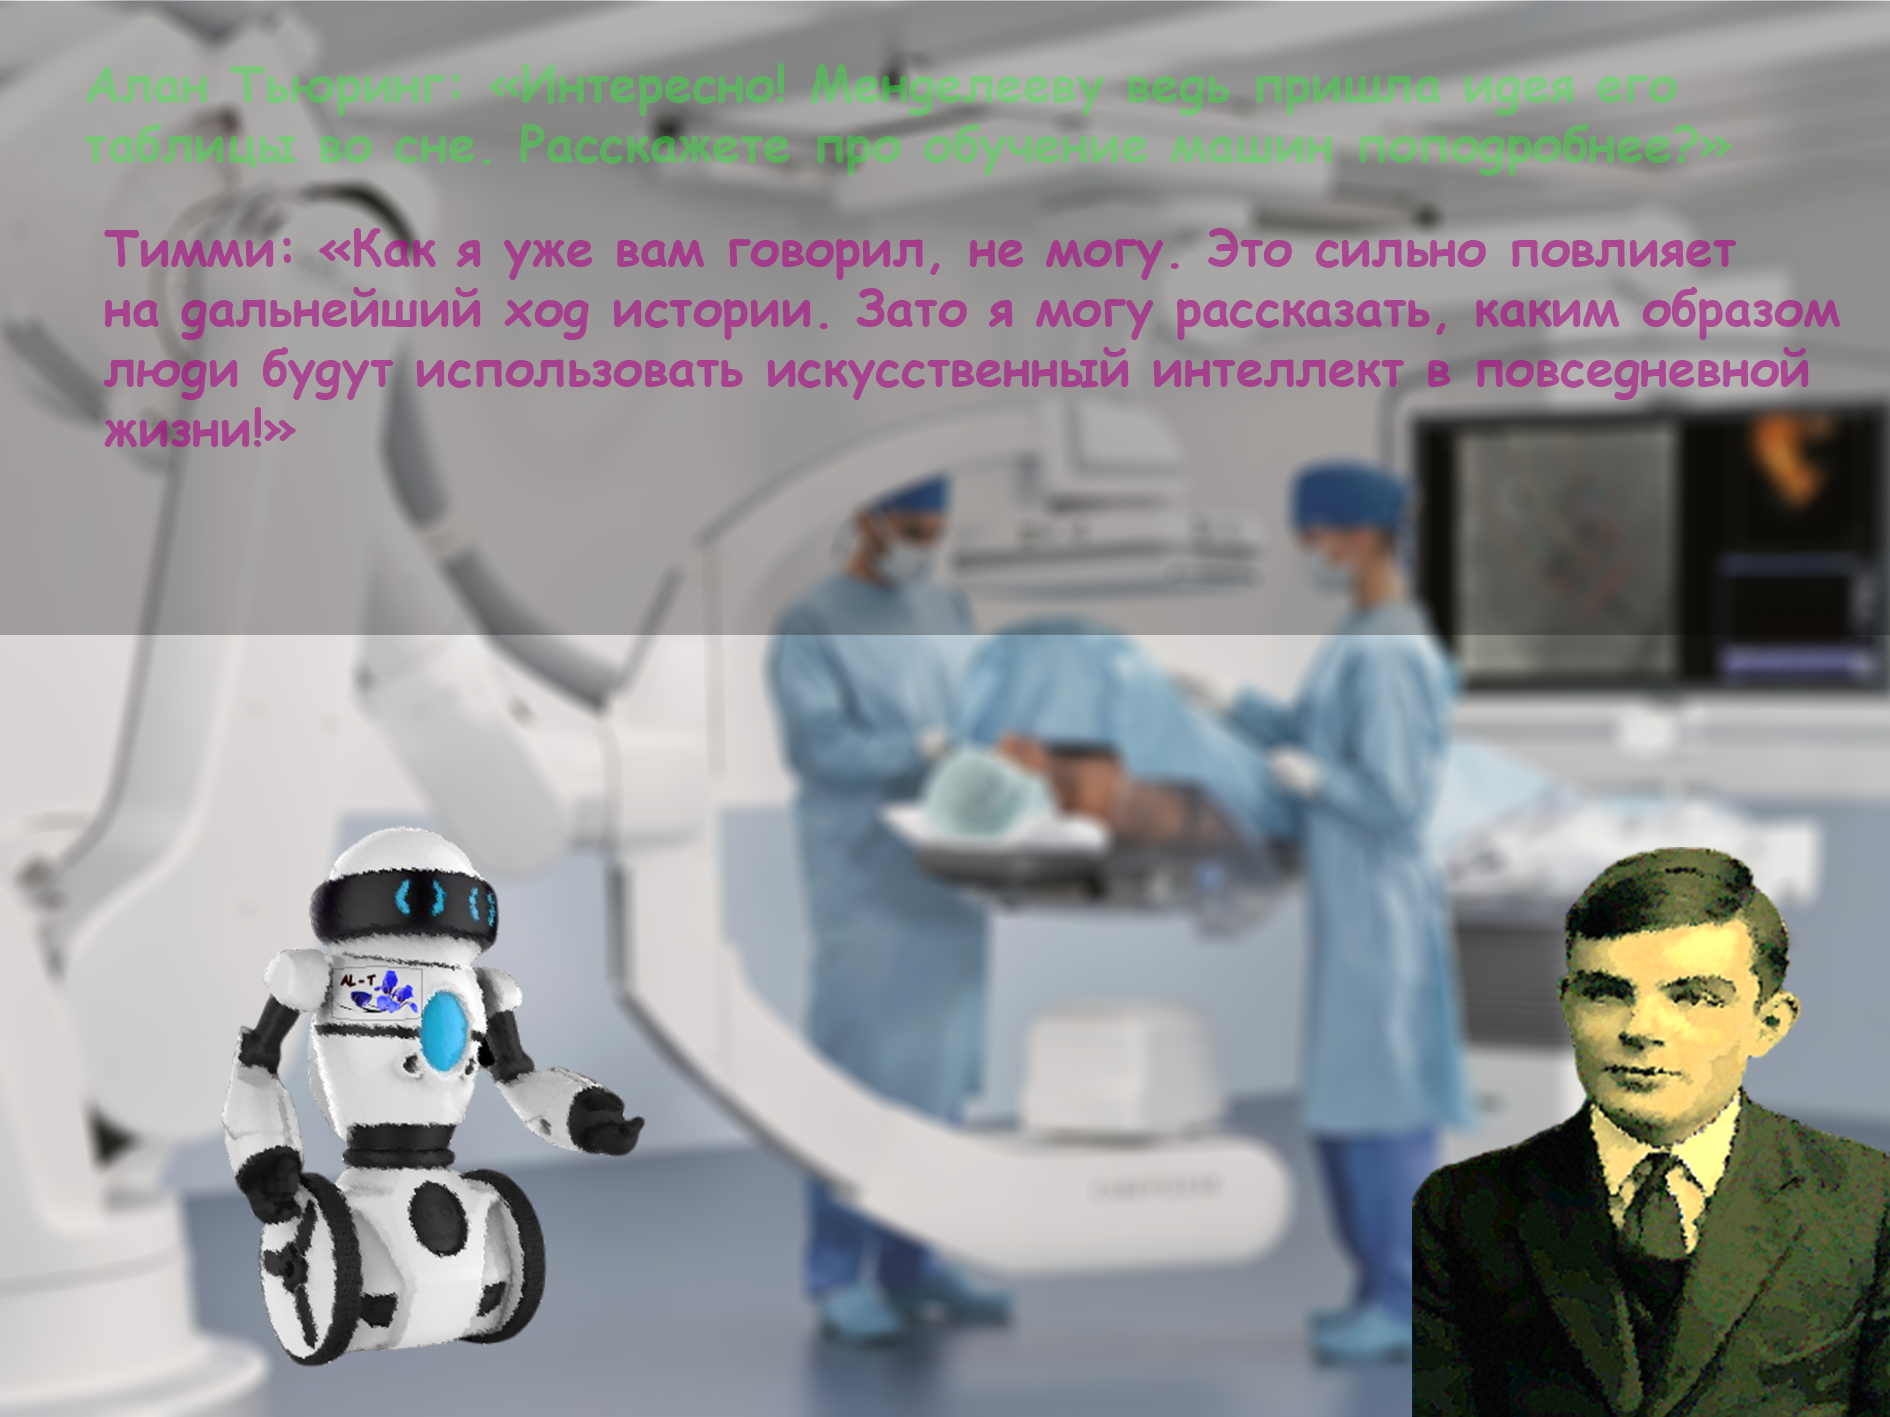 Алан Тьюринг: «Интересно! Менделееву ведь пришла идея его
таблицы во сне. Расскажете про обучение машин поподробнее?»
Тимми: «Как я уже вам говорил, не могу. Это сильно повлияет
на дальнейший ход истории. Зато я могу рассказать, каким образом
люди будут использовать искусственный интеллект в повседневной
жизни!»
AL-T